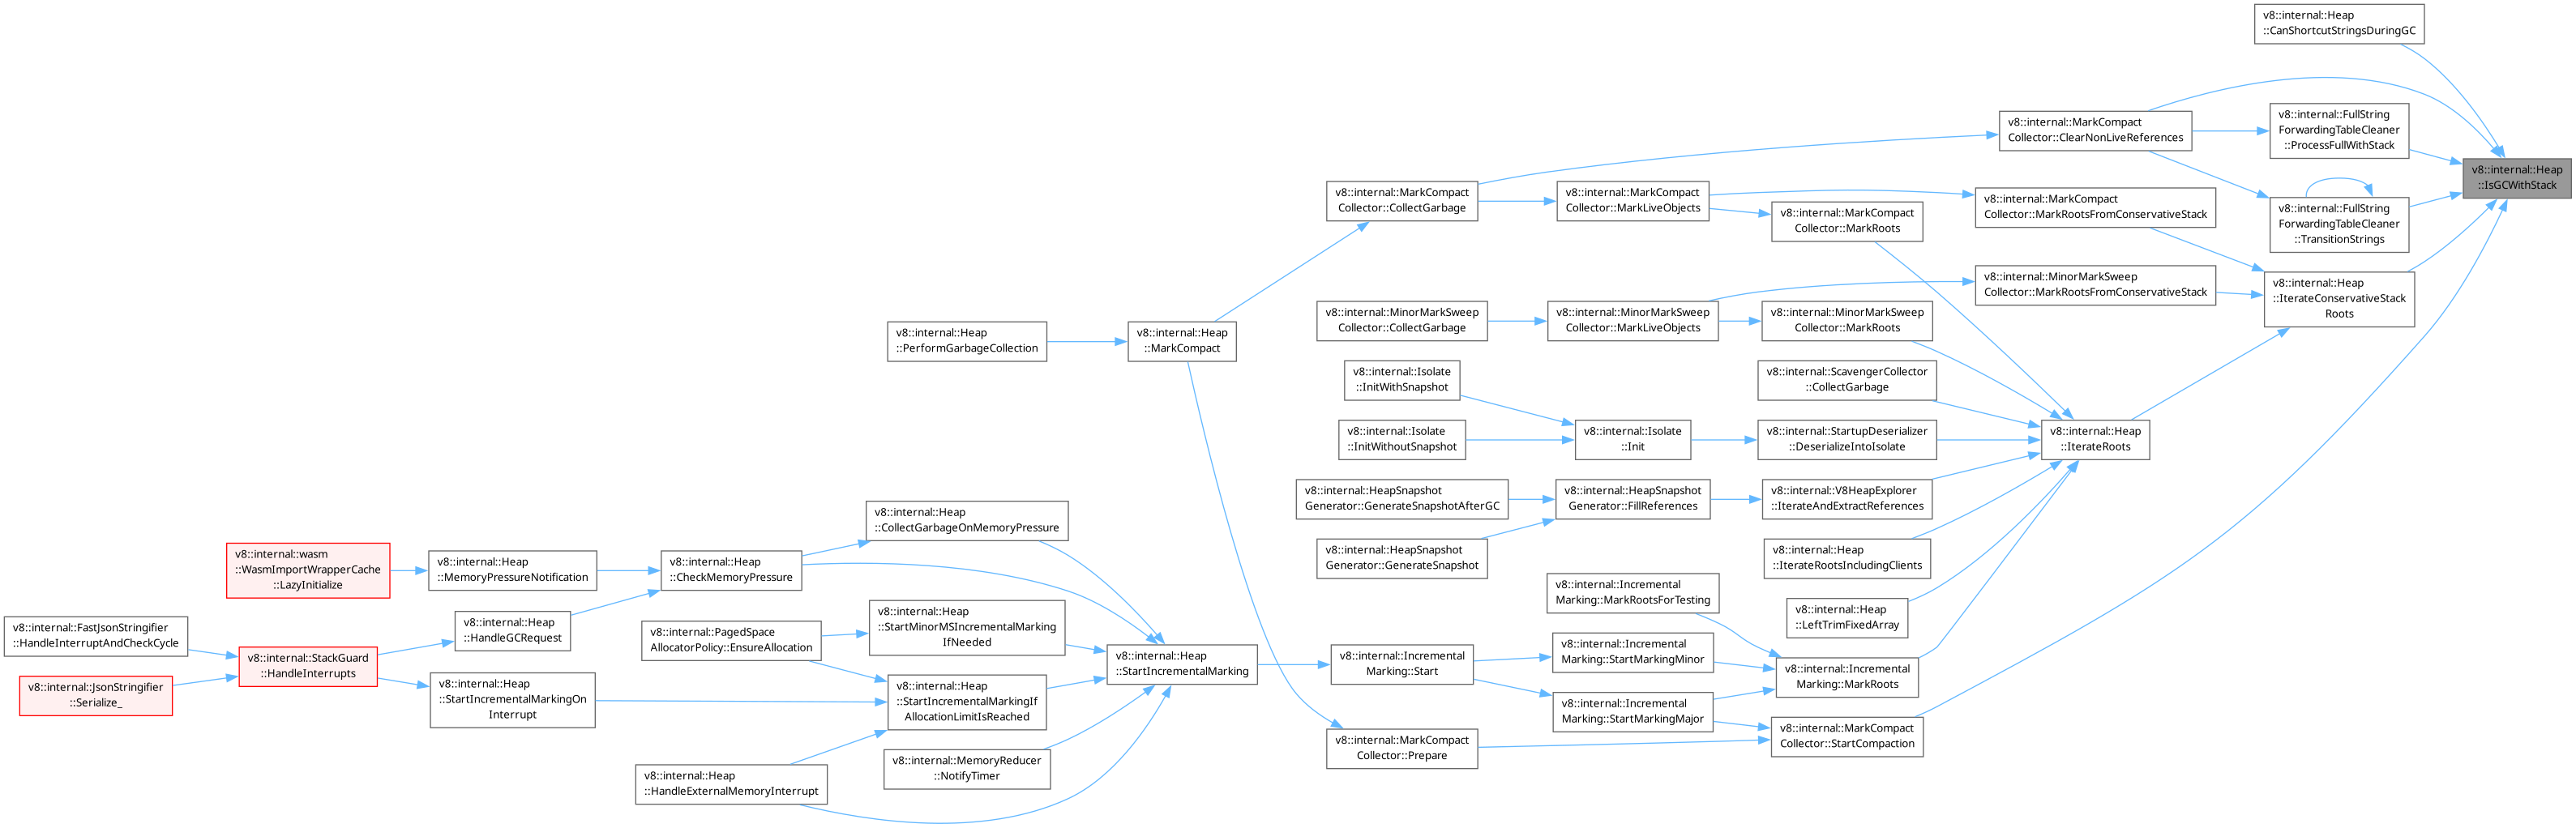 v8::internal::Heap
::CanShortcutStringsDuringGC
v8::internal::MarkCompact
Collector::ClearNonLiveReferences
v8::internal::FullString
ForwardingTableCleaner
::ProcessFullWithStack
v8::internal::Heap
::IsGCWithStack
v8::internal::MarkCompact
Collector::CollectGarbage
v8::internal::MarkCompact
Collector::MarkLiveObjects
v8::internal::MarkCompact
Collector::MarkRoots
v8::internal::MarkCompact
Collector::MarkRootsFromConservativeStack
v8::internal::FullString
ForwardingTableCleaner
::TransitionStrings
v8::internal::MinorMarkSweep
Collector::MarkRootsFromConservativeStack
v8::internal::Heap
::IterateConservativeStack
Roots
v8::internal::Heap
::PerformGarbageCollection
v8::internal::Heap
::MarkCompact
v8::internal::MinorMarkSweep
Collector::CollectGarbage
v8::internal::MinorMarkSweep
Collector::MarkLiveObjects
v8::internal::MinorMarkSweep
Collector::MarkRoots
v8::internal::Isolate
::InitWithSnapshot
v8::internal::ScavengerCollector
::CollectGarbage
v8::internal::Isolate
::InitWithoutSnapshot
v8::internal::Isolate
::Init
v8::internal::StartupDeserializer
::DeserializeIntoIsolate
v8::internal::Heap
::IterateRoots
v8::internal::HeapSnapshot
Generator::GenerateSnapshotAfterGC
v8::internal::HeapSnapshot
Generator::FillReferences
v8::internal::V8HeapExplorer
::IterateAndExtractReferences
v8::internal::HeapSnapshot
Generator::GenerateSnapshot
v8::internal::Heap
::IterateRootsIncludingClients
v8::internal::Heap
::CollectGarbageOnMemoryPressure
v8::internal::wasm
::WasmImportWrapperCache
::LazyInitialize
v8::internal::Heap
::MemoryPressureNotification
v8::internal::Heap
::CheckMemoryPressure
v8::internal::Incremental
Marking::MarkRootsForTesting
v8::internal::Heap
::LeftTrimFixedArray
v8::internal::FastJsonStringifier
::HandleInterruptAndCheckCycle
v8::internal::Heap
::HandleGCRequest
v8::internal::PagedSpace
AllocatorPolicy::EnsureAllocation
v8::internal::Heap
::StartMinorMSIncrementalMarking
IfNeeded
v8::internal::StackGuard
::HandleInterrupts
v8::internal::Heap
::StartIncrementalMarking
v8::internal::Incremental
Marking::Start
v8::internal::Incremental
Marking::StartMarkingMinor
v8::internal::Incremental
Marking::MarkRoots
v8::internal::JsonStringifier
::Serialize_
v8::internal::Heap
::StartIncrementalMarkingOn
Interrupt
v8::internal::Heap
::StartIncrementalMarkingIf
AllocationLimitIsReached
v8::internal::Incremental
Marking::StartMarkingMajor
v8::internal::MarkCompact
Collector::StartCompaction
v8::internal::MarkCompact
Collector::Prepare
v8::internal::MemoryReducer
::NotifyTimer
v8::internal::Heap
::HandleExternalMemoryInterrupt